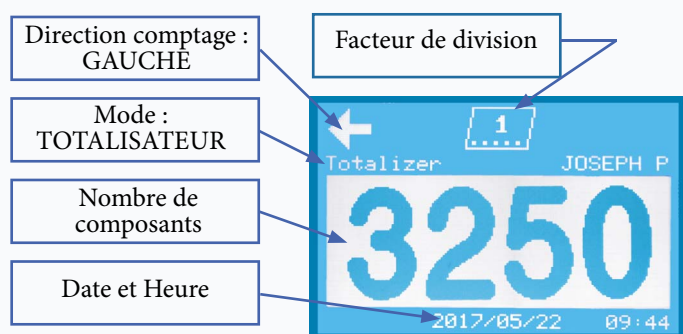 Direction comptage :
GAUCHE
Facteur de division
Mode :
TOTALISATEUR
Nombre de
composants
Date et Heure
1
Totalizer JOSEPH P
3250
2017/05/22 09:44